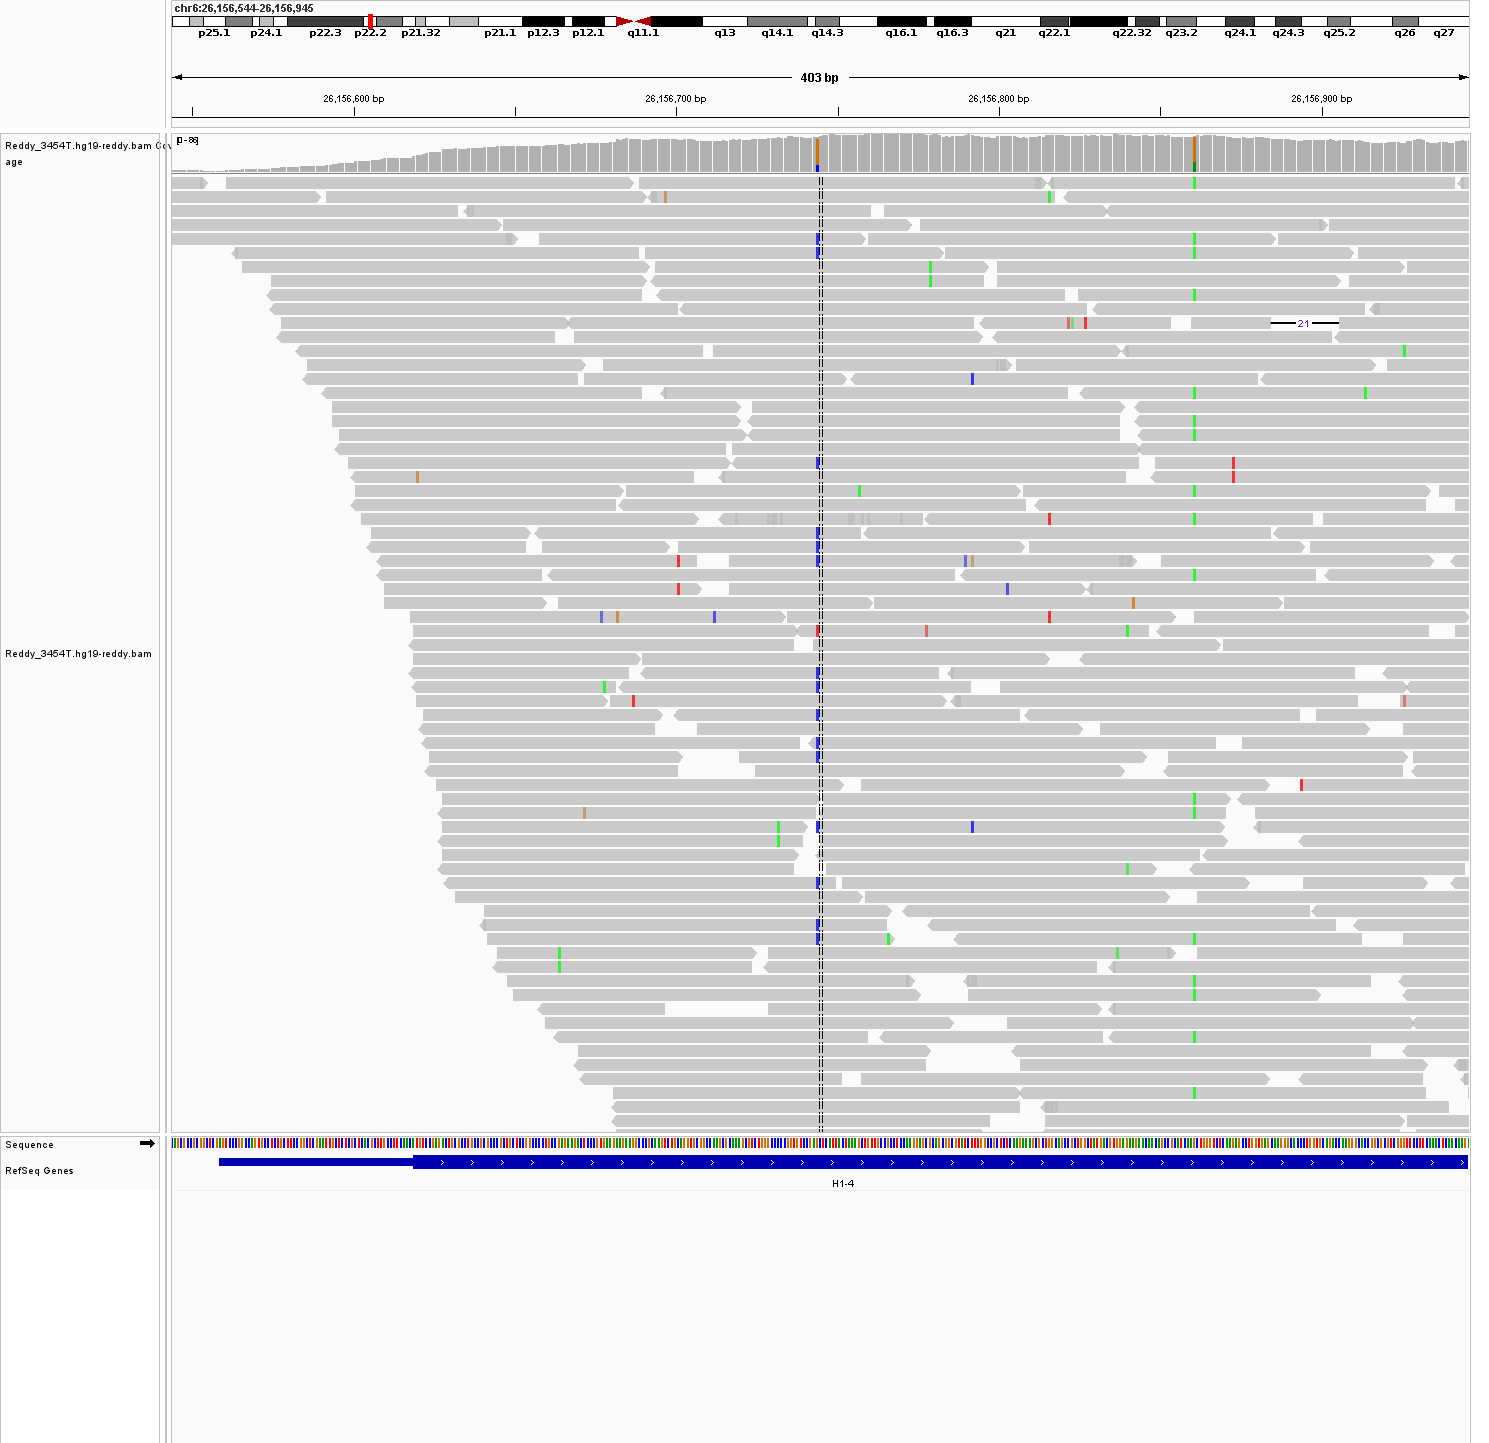 chr6:26,156,544-26,156,945
p25.1 p24.1 p22.3 p22.2 p21.32 p21.1 p12.3 p12.1 q11.1 q13 q14.1 q14.3 q16.1 q16.3 q21 q22.1 q22.32 q23.2 q24.1 q24.3 q25.2 q26 q27
403 bp
26,156,600 bp 26,156,700 bp 26,156,800 bp 26,156,900 bp
Reddy_3454T.hg19-reddy.bam Cov
age
21
Reddy_3454T.hg19-reddy.bam
Sequence
RefSeq Genes
H1-4